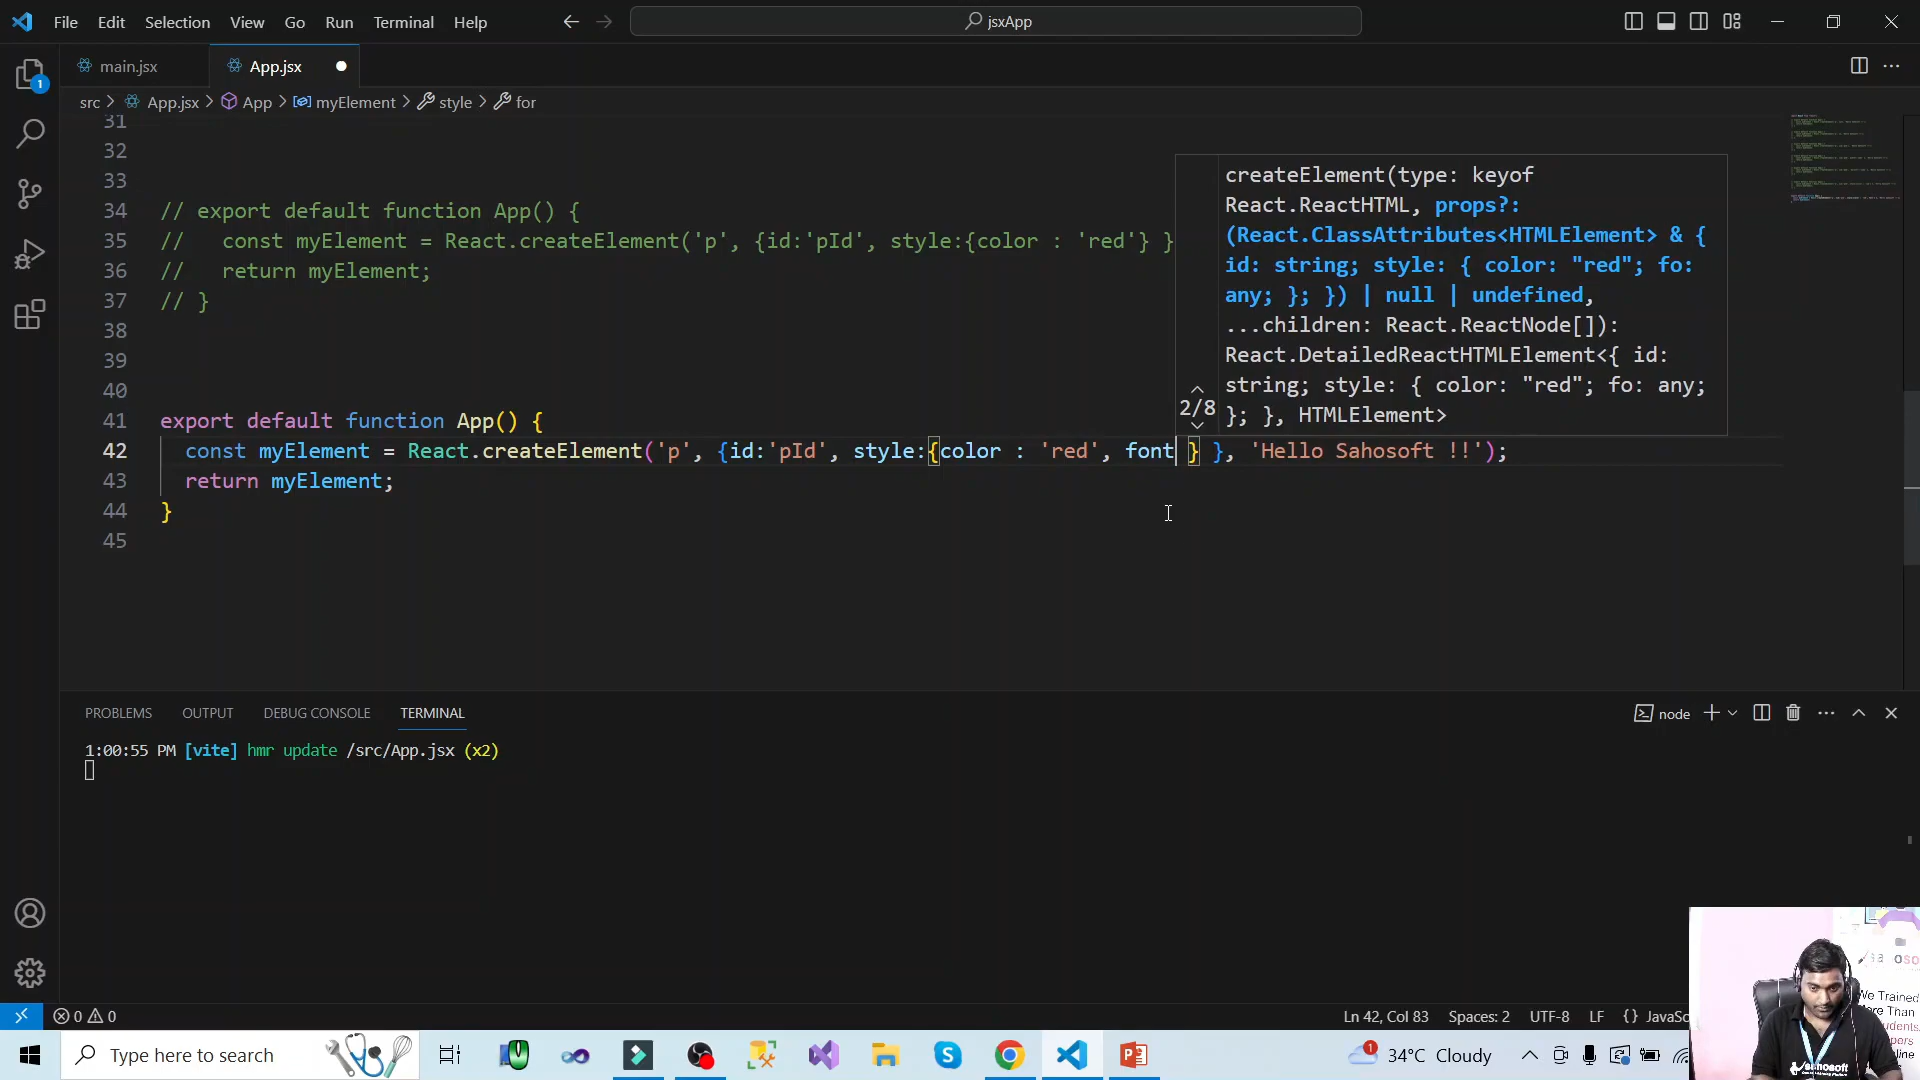 File Edit Selection View Go Run Terminal Help
jsxApp
main.jsx App.jsx
src > App.jsx > App > myElement > style > for
31
32
33
34 // export default function App() {
35 //   const myElement = React.createElement('p', {id:'pId', style:{color : 'red'} }
36 //   return myElement;
37 // }
38
39
40
41 export default function App() {
42   const myElement = React.createElement('p', {id:'pId', style:{color : 'red', font } }, 'Hello Sahosoft !!');
43   return myElement;
44 }
45
createElement(type: keyof
React.ReactHTML, props?:
(React.ClassAttributes<HTMLElement> & {
id: string; style: { color: "red"; fo:
any; }; }) | null | undefined,
...children: React.ReactNode[]):
React.DetailedReactHTMLElement<{ id:
string; style: { color: "red"; fo: any;
}; }, HTMLElement>
2/8
PROBLEMS OUTPUT DEBUG CONSOLE TERMINAL
node
1:00:55 PM [vite] hmr update /src/App.jsx (x2)
1
0 0
Ln 42, Col 83 Spaces: 2 UTF-8 LF {} JavaSc
We Trained
More Than
Type here to search
1
34°C Cloudy
sahosoft